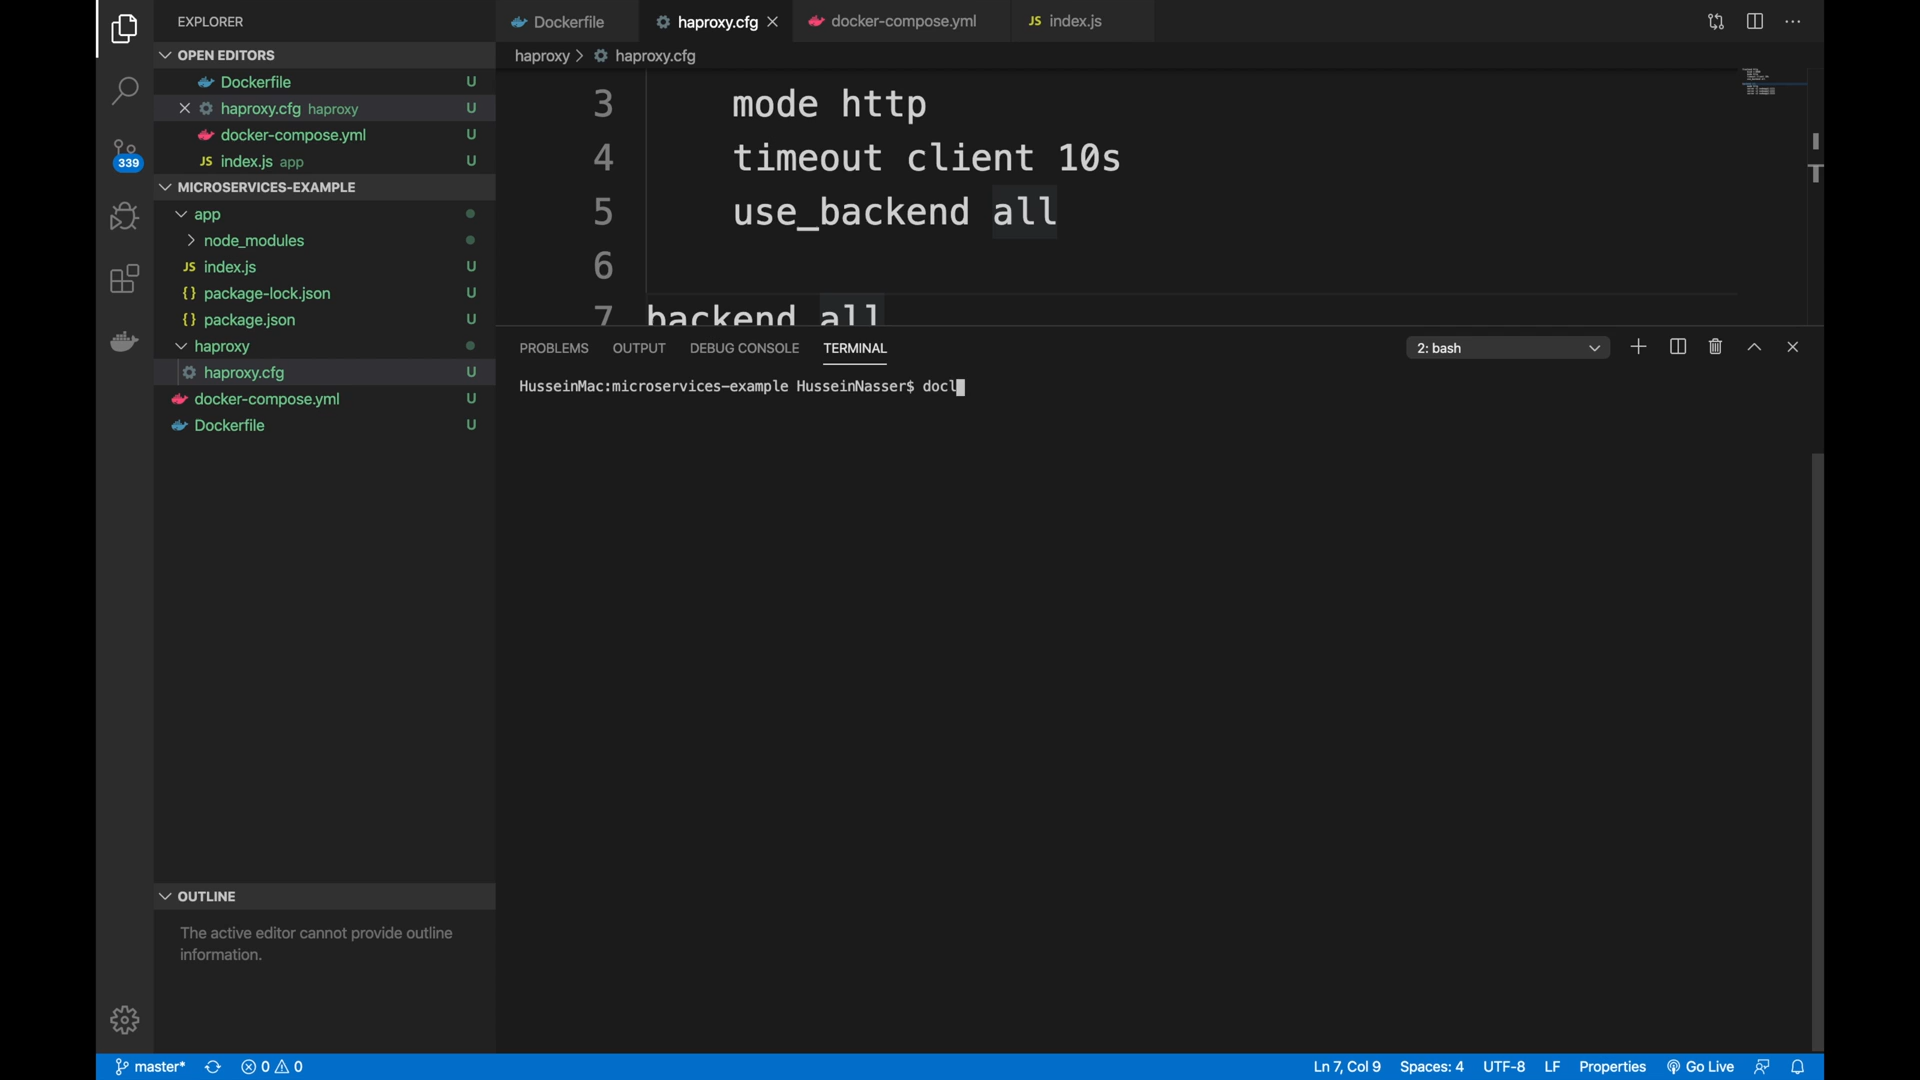 EXPLORER
OPEN EDITORS
Dockerfile U
haproxy.cfg haproxy U
docker-compose.yml U
JS index.js app U
339
MICROSERVICES-EXAMPLE
app
node_modules
JS index.js U
{} package-lock.json U
{} package.json U
haproxy
haproxy.cfg U
docker-compose.yml U
Dockerfile U
OUTLINE
The active editor cannot provide outline
information.
Dockerfile haproxy.cfg docker-compose.yml JS index.js
haproxy > haproxy.cfg
3 mode http
4 timeout client 10s
5 use_backend all
6
7 backend all
PROBLEMS OUTPUT DEBUG CONSOLE TERMINAL 2: bash
HusseinMac:microservices-example HusseinNasser$ docl
master* 0 0 Ln 7, Col 9 Spaces: 4 UTF-8 LF Properties Go Live